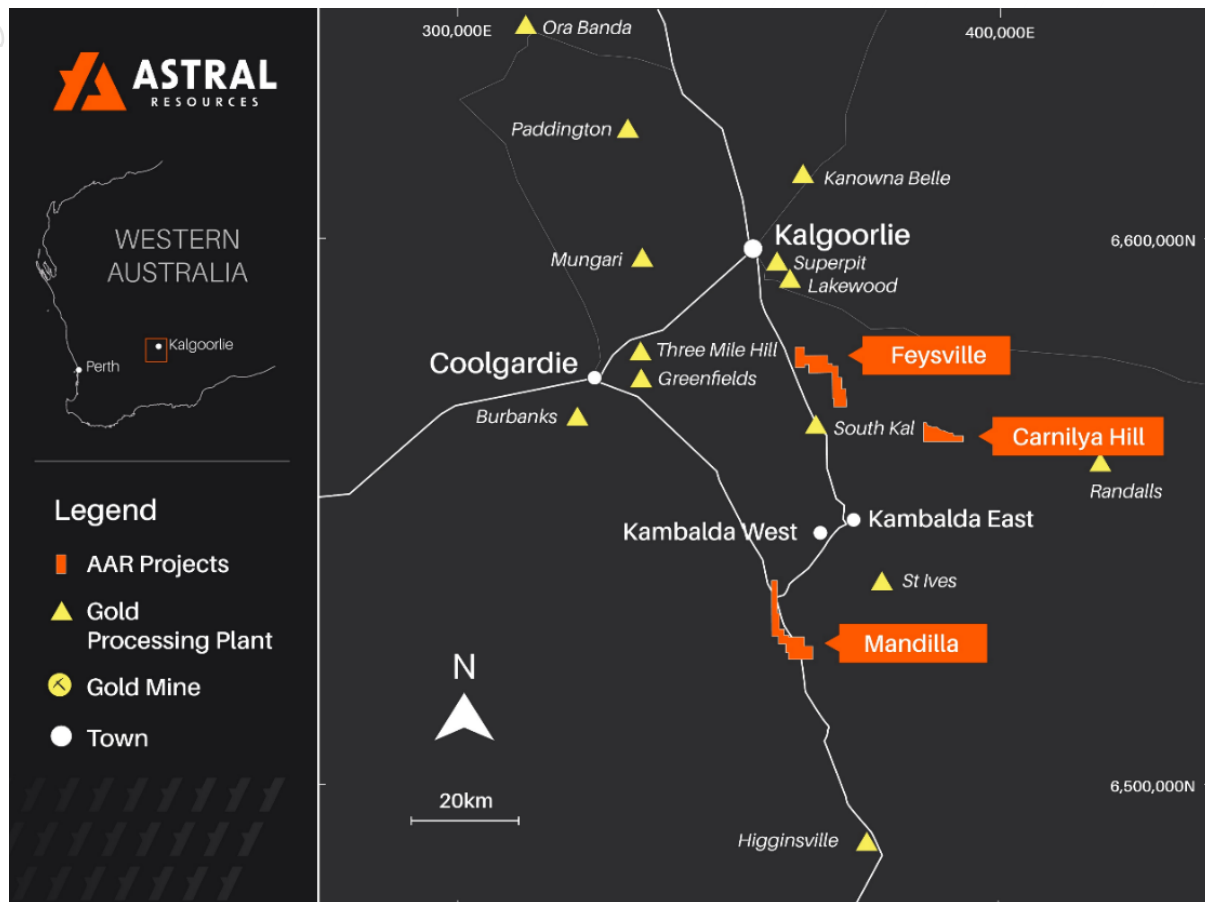 ASTRAL
RESOURCES
WESTERN
AUSTRALIA
Kalgoorlie
Perth
Legend
AAR Projects
Gold
Processing Plant
Gold Mine
Town
300,000E
400,000E
Ora Banda
Paddington
Kanowna Belle
Kalgoorlie
6,600,000N
Mungari
Superpit
Lakewood
Three Mile Hill
Feysville
Coolgardie
Greenfields
Burbanks
South Kal
Carnilya Hill
Randalls
Kambalda West
Kambalda East
St Ives
Mandilla
N
20km
6,500,000N
Higginsville